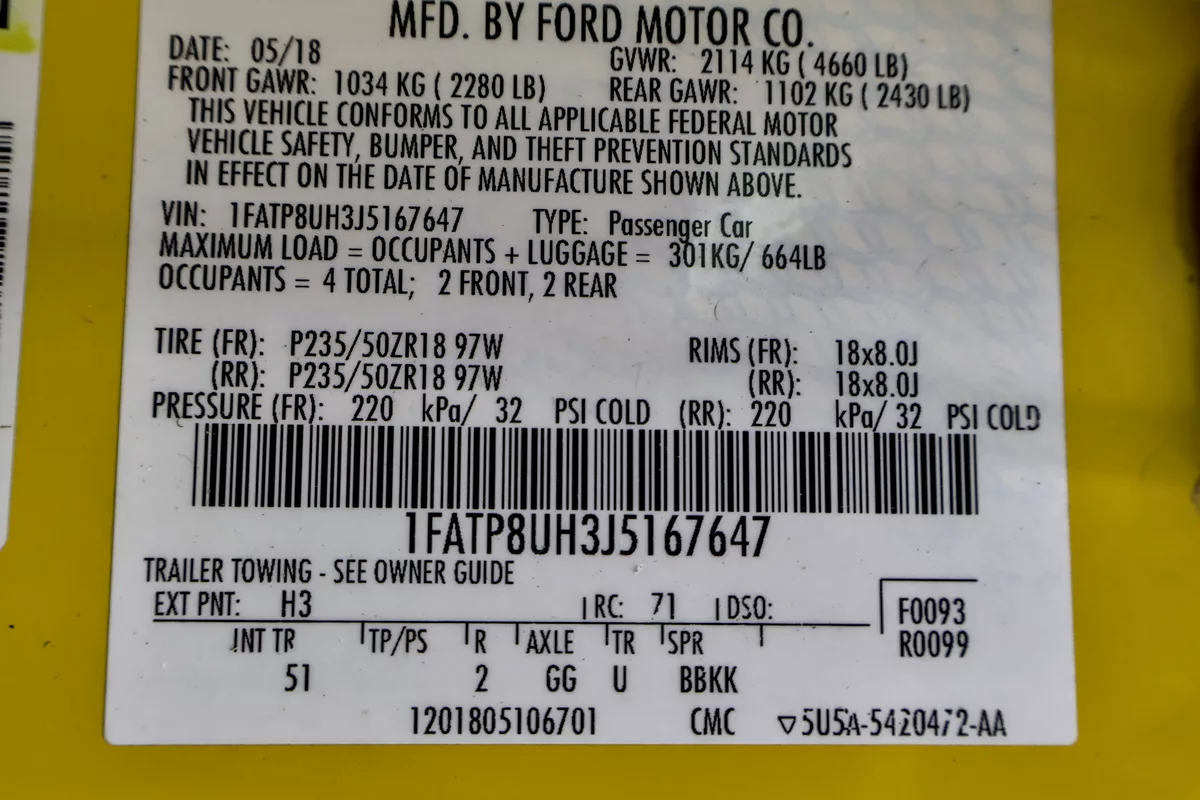 MFD. BY FORD MOTOR CO.
DATE: 05/18 GVWR: 2114 KG ( 4660 LB)
FRONT GAWR: 1034 KG ( 2280 LB) REAR GAWR: 1102 KG ( 2430 LB)
THIS VEHICLE CONFORMS TO ALL APPLICABLE FEDERAL MOTOR
VEHICLE SAFETY, BUMPER, AND THEFT PREVENTION STANDARDS
IN EFFECT ON THE DATE OF MANUFACTURE SHOWN ABOVE.
VIN: 1FATP8UH3J5167647 TYPE: Passenger Car
MAXIMUM LOAD = OCCUPANTS + LUGGAGE = 301KG/ 664LB
OCCUPANTS = 4 TOTAL; 2 FRONT, 2 REAR
TIRE (FR): P235/50ZR18 97W RIMS (FR): 18x8.0J
(RR): P235/50ZR18 97W (RR): 18x8.0J
PRESSURE (FR): 220 kPa/ 32 PSI COLD (RR): 220 kPa/ 32 PSI COLD
1FATP8UH3J5167647
TRAILER TOWING - SEE OWNER GUIDE
EXT PNT: H3 RC: 71 DSO: F0093
INT TR TP/PS R AXLE TR SPR R0099
51 2 GG U BBKK
1201805106701 CMC ▽5U5A-5420472-AA